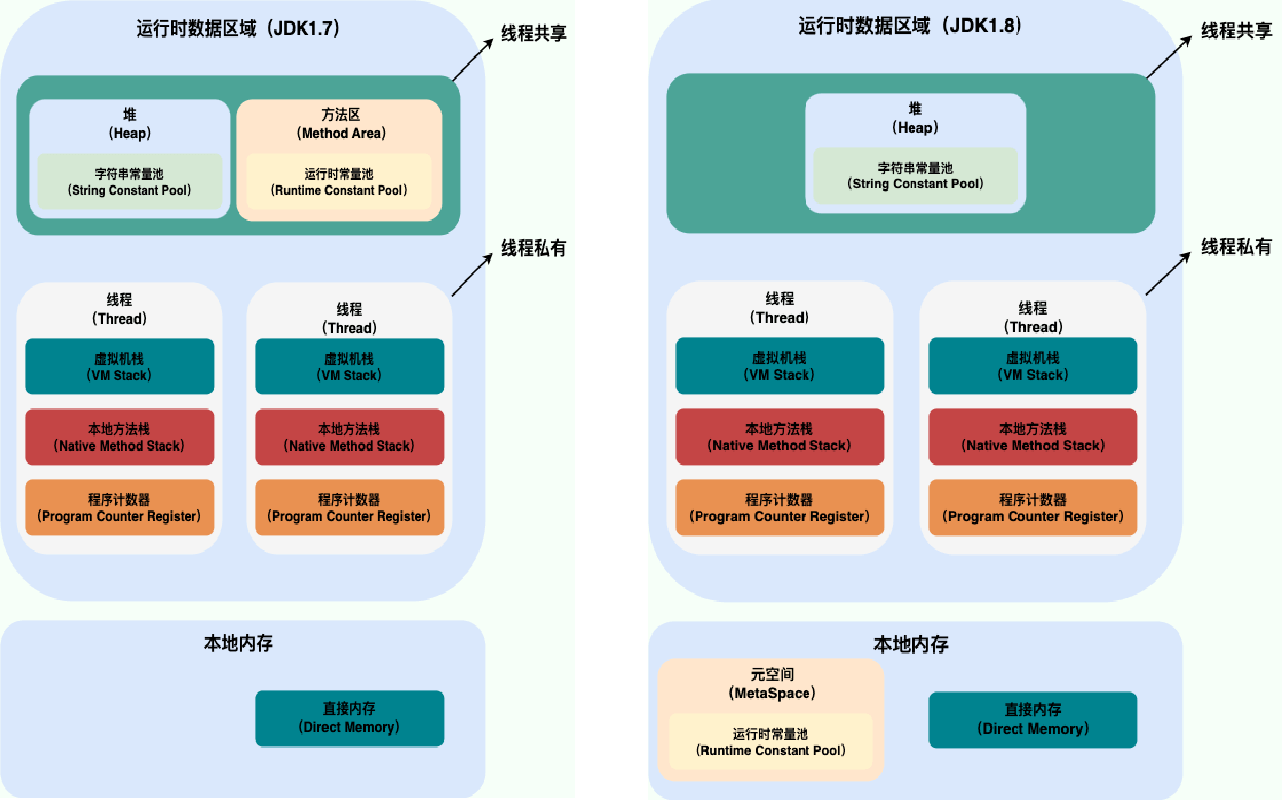 运行时数据区域（JDK1.7）
线程共享
堆
（Heap）
字符串常量池
（String Constant Pool）
方法区
（Method Area）
运行时常量池
（Runtime Constant Pool）
线程私有
线程
（Thread）
虚拟机栈
（VM Stack）
本地方法栈
（Native Method Stack）
程序计数器
（Program Counter Register）
线程
（Thread）
虚拟机栈
（VM Stack）
本地方法栈
（Native Method Stack）
程序计数器
（Program Counter Register）
本地内存
直接内存
（Direct Memory）
运行时数据区域（JDK1.8）
线程共享
堆
（Heap）
字符串常量池
（String Constant Pool）
线程私有
线程
（Thread）
虚拟机栈
（VM Stack）
本地方法栈
（Native Method Stack）
程序计数器
（Program Counter Register）
线程
（Thread）
虚拟机栈
（VM Stack）
本地方法栈
（Native Method Stack）
程序计数器
（Program Counter Register）
本地内存
元空间
（MetaSpace）
运行时常量池
（Runtime Constant Pool）
直接内存
（Direct Memory）